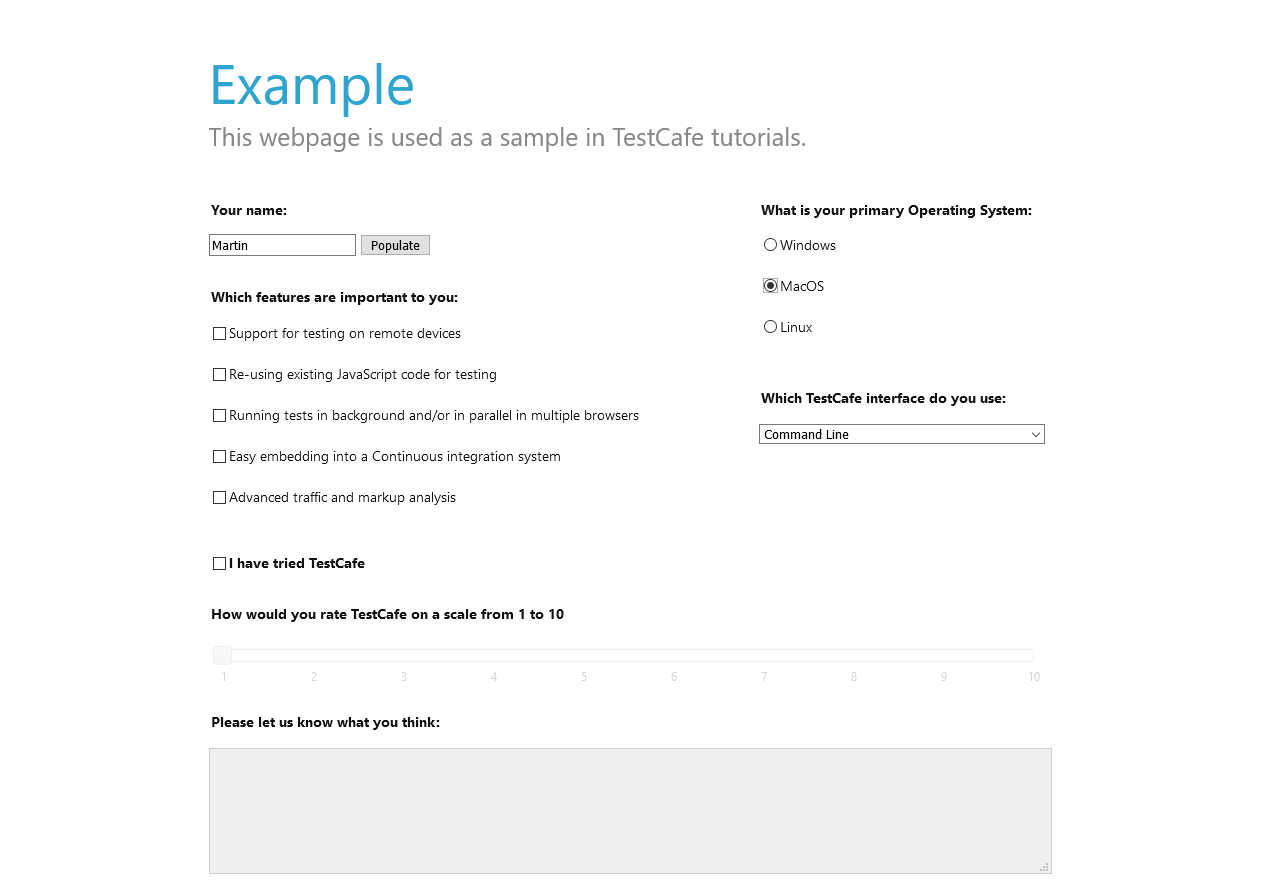 Example
This webpage is used as a sample in TestCafe tutorials.
Your name:
Martin
Populate
Which features are important to you:
Support for testing on remote devices
Re-using existing JavaScript code for testing
Running tests in background and/or in parallel in multiple browsers
Easy embedding into a Continuous integration system
Advanced traffic and markup analysis
What is your primary Operating System:
Windows
MacOS
Linux
Which TestCafe interface do you use:
Command Line
I have tried TestCafe
How would you rate TestCafe on a scale from 1 to 10
1 2 3 4 5 6 7 8 9 10
Please let us know what you think: